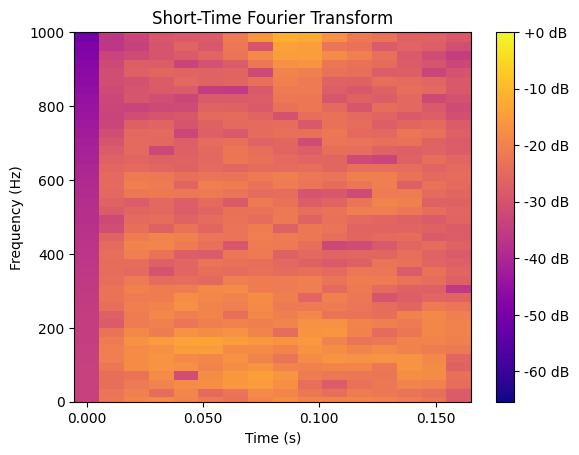 Short-Time Fourier Transform
1000
800
600
400
200
0
Frequency (Hz)
0.000
0.050
0.100
0.150
Time (s)
+0 dB
-10 dB
-20 dB
-30 dB
-40 dB
-50 dB
-60 dB